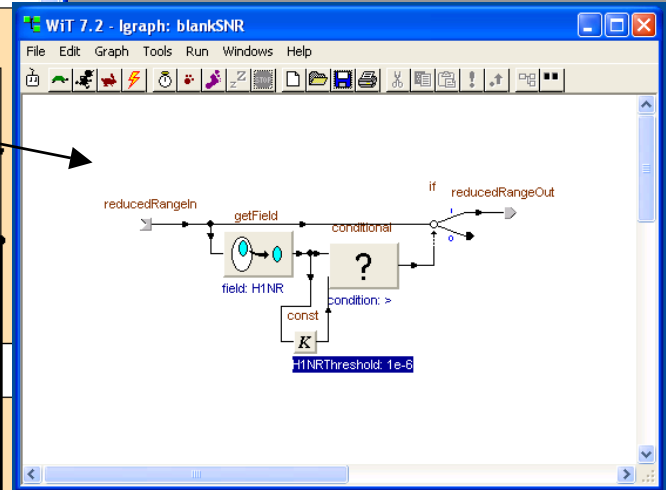 WiT 7.2 - Igraph: blankSNR
File Edit Graph Tools Run Windows Help
if
reducedRangeOut
reducedRangeIn
getField
conditional
1
0
?
field: H1NR
condition: >
const
K
H1NRThreshold: 1e-6